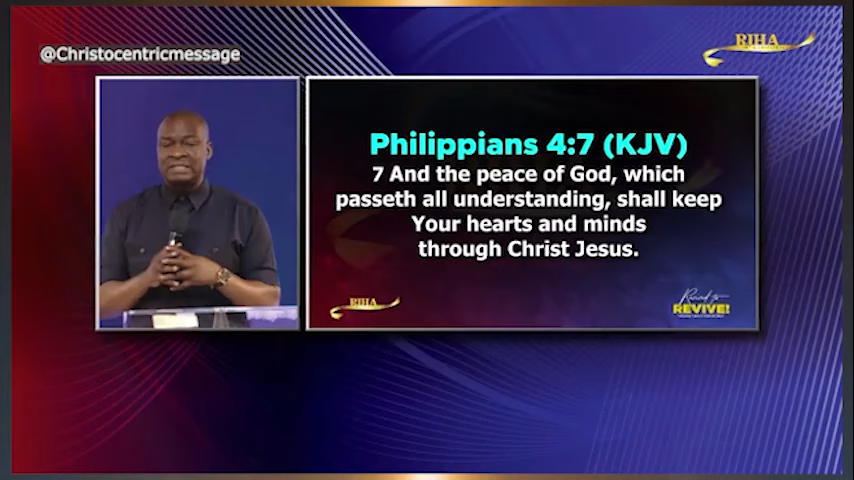 @Christocentricmessage
RIHA
Philippians 4:7 (KJV)
7 And the peace of God, which
passeth all understanding, shall keep
Your hearts and minds
through Christ Jesus.
RIHA
REVIVE!